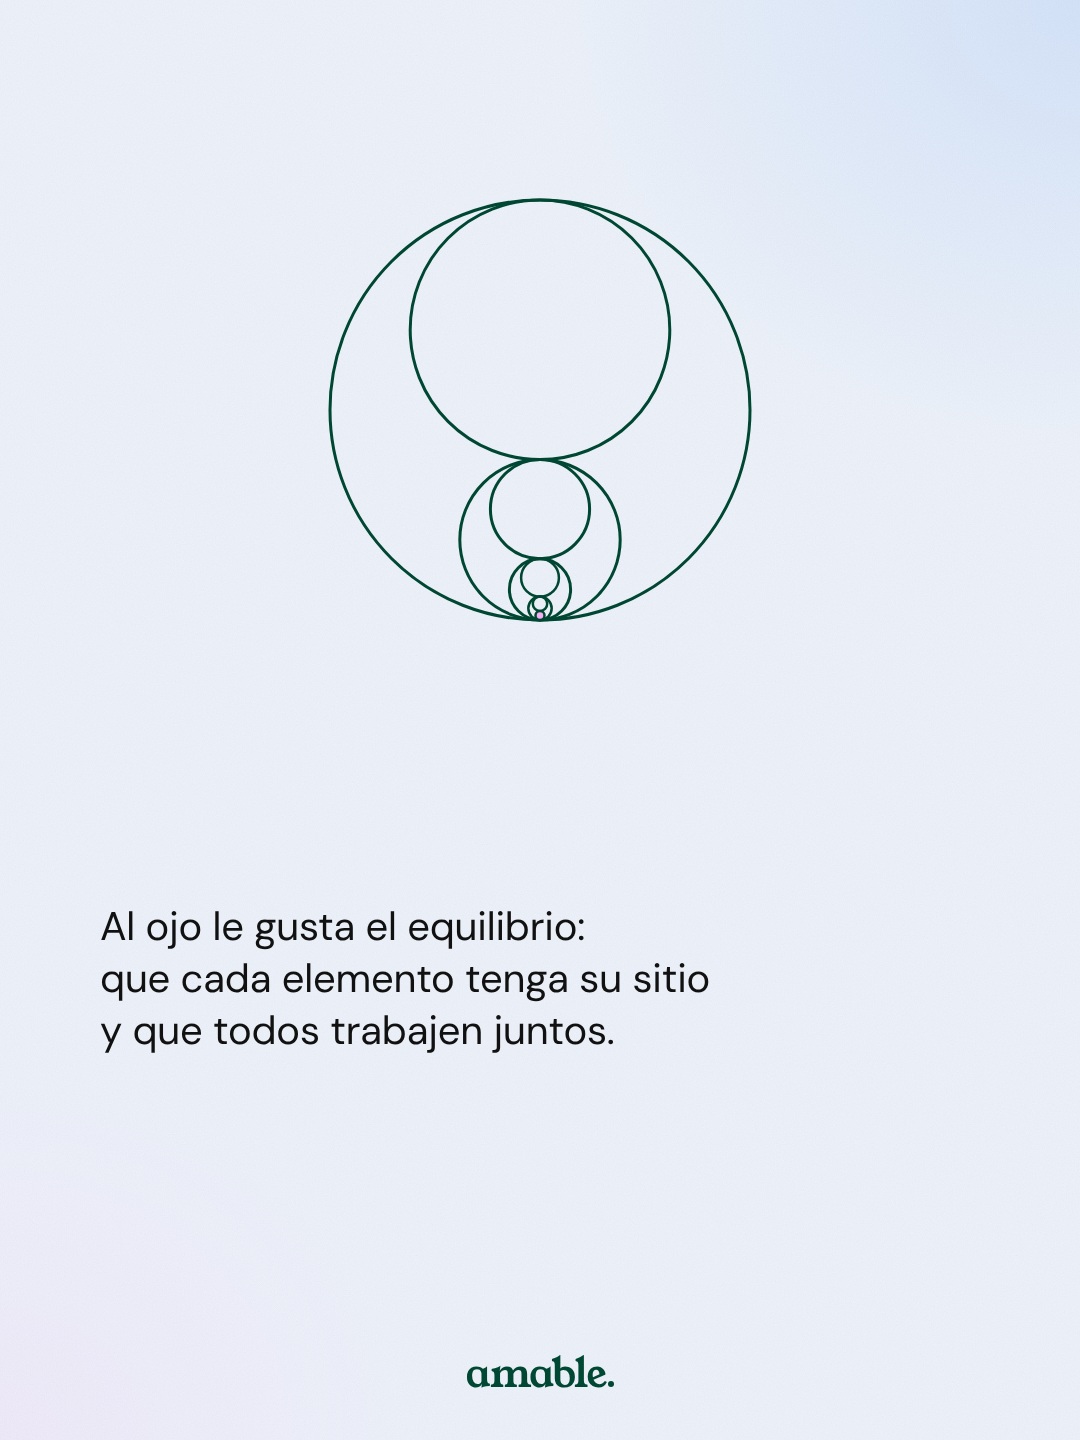 Al ojo le gusta el equilibrio:
que cada elemento tenga su sitio
y que todos trabajen juntos.
amable.